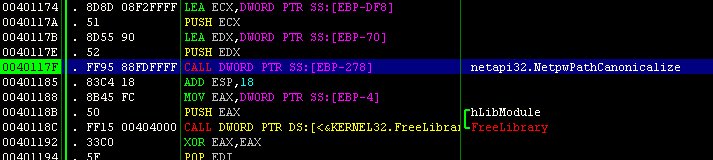 00401174 . 8D8D 08F2FFFF LEA ECX,DWORD PTR SS:[EBP-DF8]
0040117A . 51 PUSH ECX
0040117B . 8D55 90 LEA EDX,DWORD PTR SS:[EBP-70]
0040117E . 52 PUSH EDX
0040117F . FF95 88FDFFFF CALL DWORD PTR SS:[EBP-278] netapi32.NetpwPathCanonicalize
00401185 . 83C4 18 ADD ESP,18
00401188 . 8B45 FC MOV EAX,DWORD PTR SS:[EBP-4]
0040118B . 50 PUSH EAX hLibModule
0040118C . FF15 00404000 CALL DWORD PTR DS:[<&KERNEL32.FreeLibrary FreeLibrary
00401192 . 33C0 XOR EAX,EAX
00401194 . 5F POP EDI